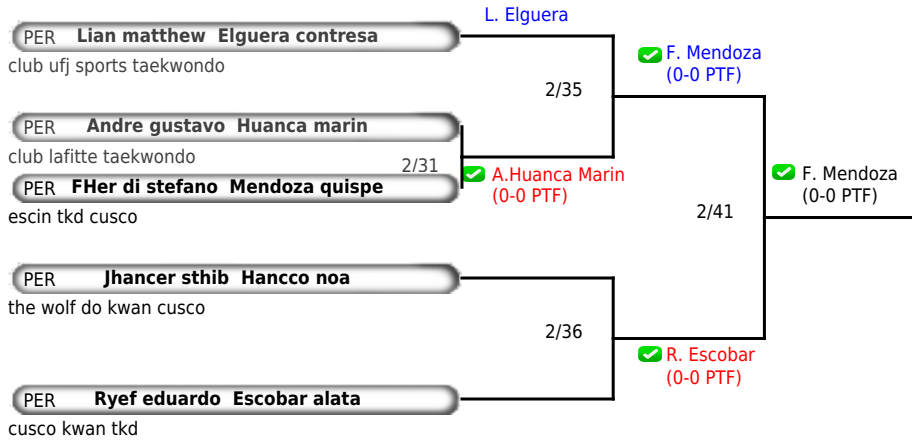 L. Elguera
PER Lian matthew Elguera contresa
club ufj sports taekwondo
F. Mendoza
(0-0 PTF)
2/35
PER Andre gustavo Huanca marin
club lafitte taekwondo
2/31
A.Huanca Marin
(0-0 PTF)
PER FHer di stefano Mendoza quispe
escin tkd cusco
F. Mendoza
(0-0 PTF)
2/41
PER Jhancer sthib Hancco noa
the wolf do kwan cusco
2/36
R. Escobar
(0-0 PTF)
PER Ryef eduardo Escobar alata
cusco kwan tkd